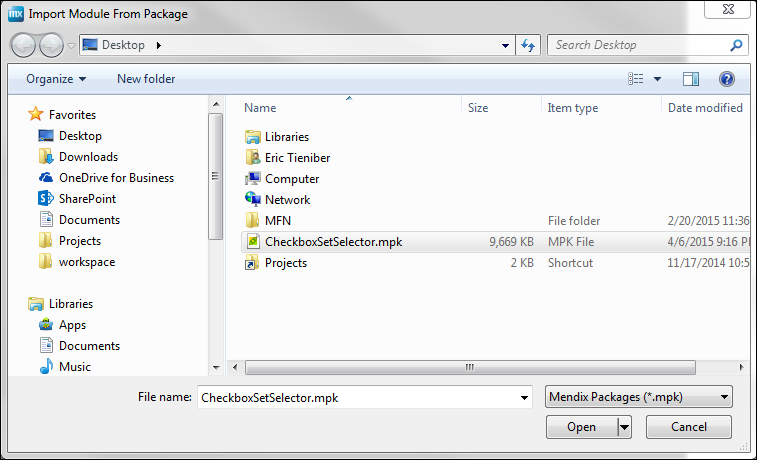 mx Import Module From Package
Desktop
Search Desktop
Organize New folder
Name Size Item type Date modified
Favorites
Desktop
Downloads
OneDrive for Business
SharePoint
Documents
Projects
workspace
Libraries
Apps
Documents
Music
Libraries
Eric Tieniber
Computer
Network
MFN File folder 2/20/2015 11:36
CheckboxSetSelector.mpk 9,669 KB MPK File 4/6/2015 9:16 P
Projects 2 KB Shortcut 11/17/2014 10:5
File name: CheckboxSetSelector.mpk Mendix Packages (*.mpk)
Open Cancel